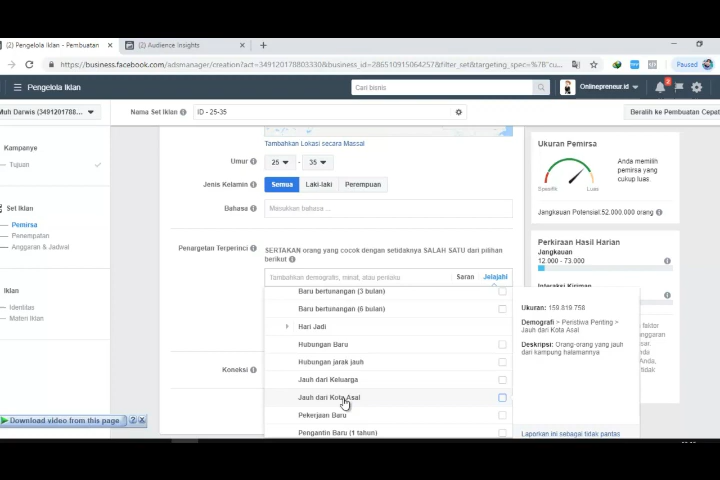 (2) Pengelola Iklan - Pembuatan
(2) Audience Insights
https://business.facebook.com/adsmanager/creation?act=349120178803330&business_id=286510915064257&filter_set&targeting_spec=%7B"cu...
Paused
Pengelola Iklan
Cari bisnis
Onlinepreneur.id
Muh Darwis (3491201788...
Nama Set Iklan
ID - 25-35
Beralih ke Pembuatan Cepat
Kampanye
Tujuan
Set Iklan
Pemirsa
Penempatan
Anggaran & Jadwal
Iklan
Identitas
Materi Iklan
Tambahkan Lokasi secara Massal
Umur
25
-
35
Jenis Kelamin
Semua
Laki-laki
Perempuan
Bahasa
Masukkan bahasa ...
Penargetan Terperinci
SERTAKAN orang yang cocok dengan setidaknya SALAH SATU dari pilihan
berikut
Tambahkan demografis, minat, atau perilaku
Saran
Jelajahi
Baru bertunangan (3 bulan)
Baru bertunangan (6 bulan)
Hari Jadi
Hubungan Baru
Hubungan jarak jauh
Jauh dari Keluarga
Jauh dari Kota Asal
Pekerjaan Baru
Pengantin Baru (1 tahun)
Koneksi
Ukuran: 159.819.756
Demografi > Peristiwa Penting >
Jauh dari Kota Asal
Deskripsi: Orang-orang yang jauh
dari kampung halamannya
Laporkan ini sebagai tidak pantas
Ukuran Pemirsa
Anda memilih
pemirsa yang
cukup luas.
Spesifik
Luas
Jangkauan Potensial:52.000.000 orang
Perkiraan Hasil Harian
Jangkauan
12.000 - 73.000
Interaksi Kiriman
faktor
anggaran
tidak
Download video from this page